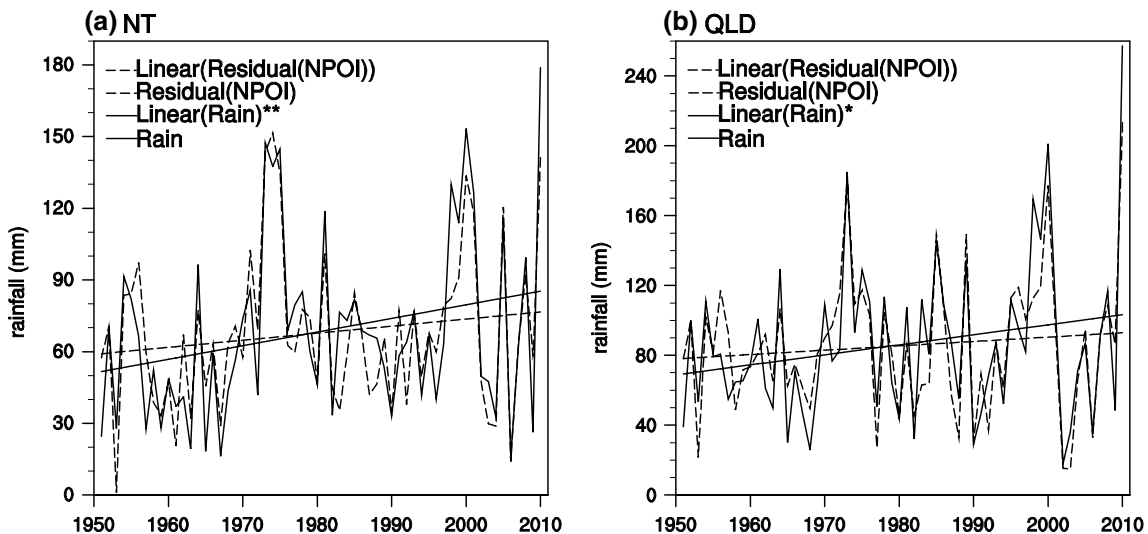 (a) NT
rainfall (mm)
180
150
120
90
60
30
0
Linear(Residual(NPOI))
Residual(NPOI)
Linear(Rain)**
Rain
1950 1960 1970 1980 1990 2000 2010
(b) QLD
rainfall (mm)
240
200
160
120
80
40
0
Linear(Residual(NPOI))
Residual(NPOI)
Linear(Rain)*
Rain
1950 1960 1970 1980 1990 2000 2010